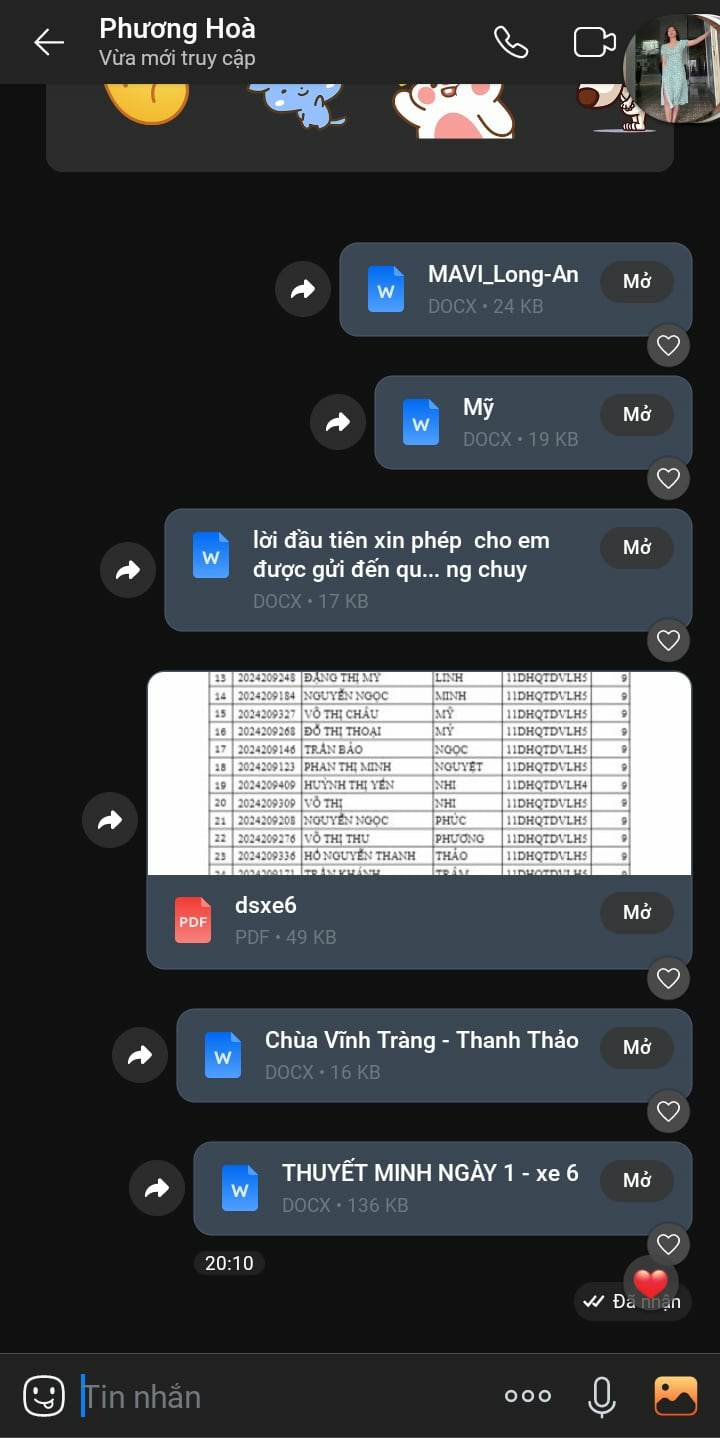 Phương Hoà
Vừa mới truy cập
MAVI_Long-An
Mở
DOCX • 24 KB
Mỹ
Mở
DOCX • 19 KB
lời đầu tiên xin phép  cho em
Mở
được gửi đến qu... ng chuy
DOCX • 17 KB
13 2024209248 ĐẶNG THỊ MỸ LINH 11DHQTDVLH5 9
14 2024209184 NGUYỄN NGỌC MINH 11DHQTDVLH5 9
15 2024209327 VÕ THỊ CHÂU MỸ 11DHQTDVLH5 9
16 2024209268 ĐỖ THỊ THOẠI MỸ 11DHQTDVLH5 9
17 2024209146 TRẦN BẢO NGỌC 11DHQTDVLH5 9
18 2024209123 PHAN THỊ MINH NGUYỆT 11DHQTDVLH5 9
19 2024209409 HUỲNH THỊ YẾN NHI 11DHQTDVLH4 9
20 2024209309 VÕ THỊ NHI 11DHQTDVLH5 9
21 2024209208 NGUYỄN NGỌC PHÚC 11DHQTDVLH5 9
22 2024209276 VÕ THỊ THU PHƯƠNG 11DHQTDVLH5 9
23 2024209336 HỒ NGUYỄN THANH THẢO 11DHQTDVLH5 9
PDF
dsxe6
Mở
PDF • 49 KB
Chùa Vĩnh Tràng - Thanh Thảo
Mở
DOCX • 16 KB
THUYẾT MINH NGÀY 1 - xe 6
Mở
DOCX • 136 KB
20:10
Đã nhận
Tin nhắn